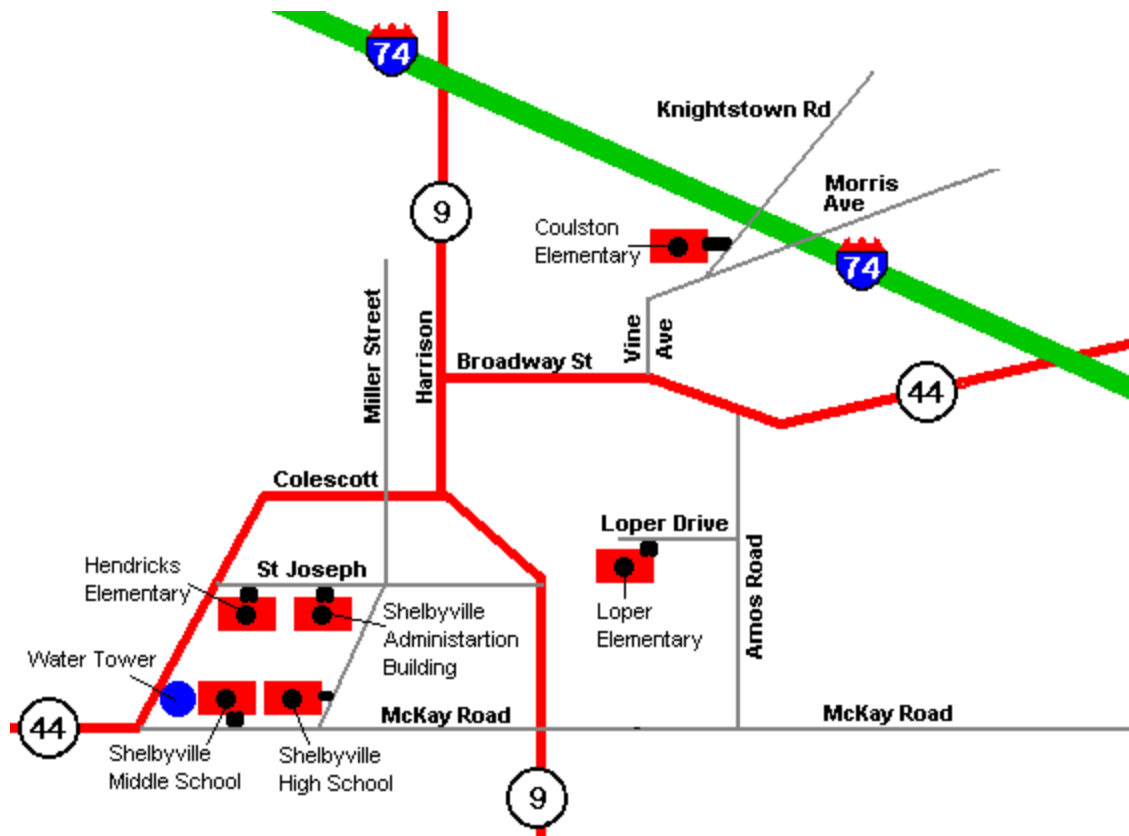 74
Knightstown Rd
Morris
Ave
9
Coulston
Elementary
74
Miller Street
Harrison
Vine
Ave
Broadway St
44
Colescott
Loper Drive
Hendricks
Elementary
St Joseph
Amos Road
Shelbyville
Administartion
Building
Loper
Elementary
Water Tower
44
McKay Road
McKay Road
Shelbyville
Middle School
Shelbyville
High School
9